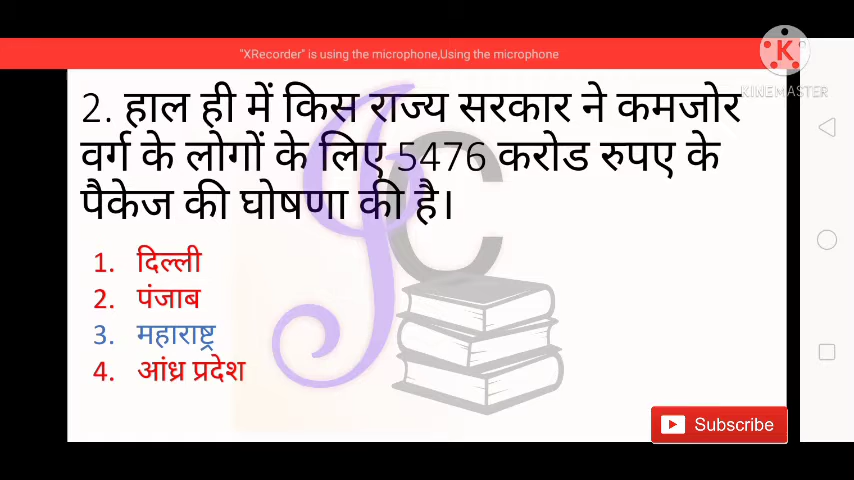 "XRecorder" is using the microphone,Using the microphone
KINEMASTER
2. हाल ही में किस राज्य सरकार ने कमजोर
वर्ग के लोगों के लिए 5476 करोड रुपए के
पैकेज की घोषणा की है।
1. दिल्ली
2. पंजाब
3. महाराष्ट्र
4. आंध्र प्रदेश
Subscribe